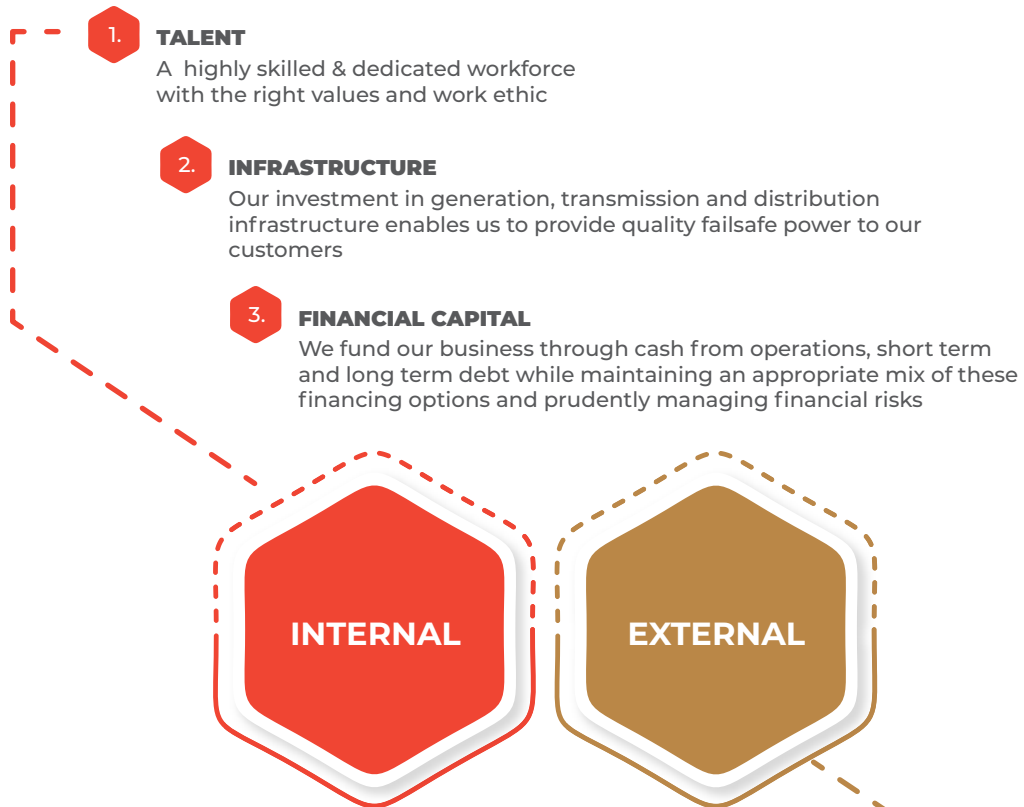 1. TALENT
A highly skilled & dedicated workforce
with the right values and work ethic
2. INFRASTRUCTURE
Our investment in generation, transmission and distribution
infrastructure enables us to provide quality failsafe power to our
customers
3. FINANCIAL CAPITAL
We fund our business through cash from operations, short term
and long term debt while maintaining an appropriate mix of these
financing options and prudently managing financial risks
INTERNAL
EXTERNAL